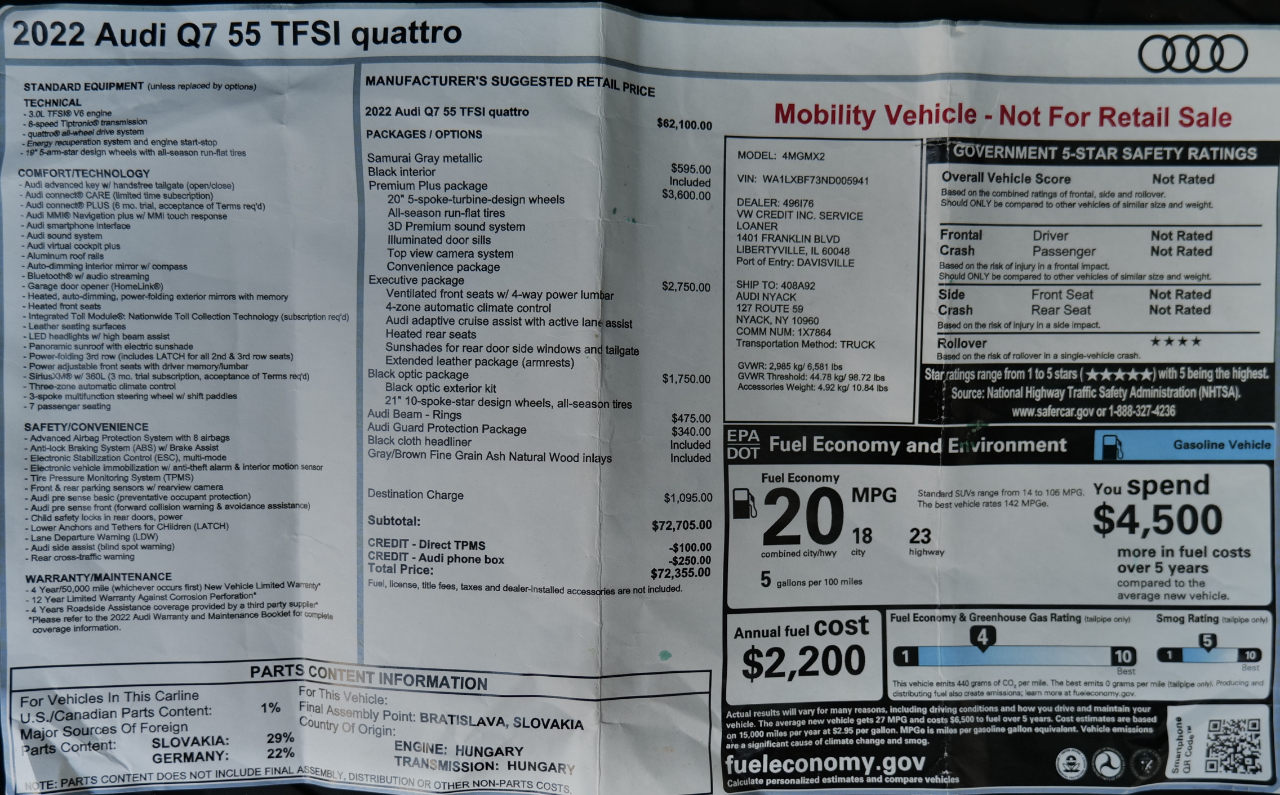 2022 Audi Q7 55 TFSI quattro
STANDARD EQUIPMENT (unless replaced by options)
TECHNICAL
- 3.0L TFSI® V6 engine
- 8-speed Tiptronic® transmission
- quattro® all-wheel drive system
- Energy recuperation system and engine start-stop
- 19" 5-arm-star design wheels with all-season run-flat tires
COMFORT/TECHNOLOGY
- Audi advanced key w/ handsfree tailgate (open/close)
- Audi connect® CARE (limited time subscription)
- Audi connect® PLUS (6 mo. trial, acceptance of Terms req'd)
- Audi MMI® Navigation plus w/ MMI touch response
- Audi smartphone interface
- Audi sound system
- Audi virtual cockpit plus
- Aluminum roof rails
- Auto-dimming interior mirror w/ compass
- Bluetooth® w/ audio streaming
- Garage door opener (HomeLink®)
- Heated, auto-dimming, power-folding exterior mirrors with memory
- Heated front seats
- Integrated Toll Module®: Nationwide Toll Collection Technology (subscription req'd)
- Leather seating surfaces
- LED headlights w/ high beam assist
- Panoramic sunroof with electric sunshade
- Power-folding 3rd row (includes LATCH for all 2nd & 3rd row seats)
- Power adjustable front seats with driver memory/lumbar
- SiriusXM® w/ 360L (3 mo. trial subscription, acceptance of Terms req'd)
- Three-zone automatic climate control
- 3-spoke multifunction steering wheel w/ shift paddles
- 7 passenger seating
SAFETY/CONVENIENCE
- Advanced Airbag Protection System with 8 airbags
- Anti-lock Braking System (ABS) w/ Brake Assist
- Electronic Stabilization Control (ESC), multi-mode
- Electronic vehicle immobilization w/ anti-theft alarm & interior motion sensor
- Tire Pressure Monitoring System (TPMS)
- Front & rear parking sensors w/ rearview camera
- Audi pre sense basic (preventative occupant protection)
- Audi pre sense front (forward collision warning & avoidance assistance)
- Child safety locks in rear doors, power
- Lower Anchors and Tethers for CHildren (LATCH)
- Lane Departure Warning (LDW)
- Audi side assist (blind spot warning)
- Rear cross-traffic warning
WARRANTY/MAINTENANCE
- 4 Year/50,000 mile (whichever occurs first) New Vehicle Limited Warranty*
- 12 Year Limited Warranty Against Corrosion Perforation*
- 4 Years Roadside Assistance coverage provided by a third party supplier*
*Please refer to the 2022 Audi Warranty and Maintenance Booklet for complete
coverage information.
MANUFACTURER'S SUGGESTED RETAIL PRICE
2022 Audi Q7 55 TFSI quattro $62,100.00
PACKAGES / OPTIONS
Samurai Gray metallic $595.00
Black interior Included
Premium Plus package $3,600.00
20" 5-spoke-turbine-design wheels
All-season run-flat tires
3D Premium sound system
Illuminated door sills
Top view camera system
Convenience package
Executive package $2,750.00
Ventilated front seats w/ 4-way power lumbar
4-zone automatic climate control
Audi adaptive cruise assist with active lane assist
Heated rear seats
Sunshades for rear door side windows and tailgate
Extended leather package (armrests)
Black optic package $1,750.00
Black optic exterior kit
21" 10-spoke-star design wheels, all-season tires
Audi Beam - Rings $475.00
Audi Guard Protection Package $340.00
Black cloth headliner Included
Gray/Brown Fine Grain Ash Natural Wood inlays Included
Destination Charge $1,095.00
Subtotal: $72,705.00
CREDIT - Direct TPMS -$100.00
CREDIT - Audi phone box -$250.00
Total Price: $72,355.00
Fuel, license, title fees, taxes and dealer-installed accessories are not included.
PARTS CONTENT INFORMATION
For Vehicles In This Carline
U.S./Canadian Parts Content: 1%
Major Sources Of Foreign
Parts Content:
SLOVAKIA: 29%
GERMANY: 22%
For This Vehicle:
Final Assembly Point: BRATISLAVA, SLOVAKIA
Country Of Origin:
ENGINE: HUNGARY
TRANSMISSION: HUNGARY
NOTE: PARTS CONTENT DOES NOT INCLUDE FINAL ASSEMBLY, DISTRIBUTION OR OTHER NON-PARTS COSTS.
Mobility Vehicle - Not For Retail Sale
MODEL: 4MGMX2
VIN: WA1LXBF73ND005941
DEALER: 496I76
VW CREDIT INC. SERVICE
LOANER
1401 FRANKLIN BLVD
LIBERTYVILLE, IL 60048
Port of Entry: DAVISVILLE
SHIP TO: 408A92
AUDI NYACK
127 ROUTE 59
NYACK, NY 10960
COMM NUM: 1X7864
Transportation Method: TRUCK
GVWR: 2,985 kg/ 6,581 lbs
GVWR Threshold: 44.78 kg/ 98.72 lbs
Accessories Weight: 4.92 kg/ 10.84 lbs
GOVERNMENT 5-STAR SAFETY RATINGS
Overall Vehicle Score Not Rated
Based on the combined ratings of frontal, side and rollover.
Should ONLY be compared to other vehicles of similar size and weight.
Frontal Driver Not Rated
Crash Passenger Not Rated
Based on the risk of injury in a frontal impact.
Should ONLY be compared to other vehicles of similar size and weight.
Side Front Seat Not Rated
Crash Rear Seat Not Rated
Based on the risk of injury in a side impact.
Rollover ★★★★
Based on the risk of rollover in a single-vehicle crash.
Star ratings range from 1 to 5 stars (★★★★★) with 5 being the highest.
Source: National Highway Traffic Safety Administration (NHTSA).
www.safercar.gov or 1-888-327-4236
EPA
DOT
Fuel Economy and Environment
Gasoline Vehicle
Fuel Economy
20 MPG
combined city/hwy
18
city
23
highway
5 gallons per 100 miles
Standard SUVs range from 14 to 106 MPG.
The best vehicle rates 142 MPGe.
You spend
$4,500
more in fuel costs
over 5 years
compared to the
average new vehicle.
Annual fuel cost
$2,200
Fuel Economy & Greenhouse Gas Rating (tailpipe only)
4
1 10
Best
Smog Rating (tailpipe only)
5
1 10
Best
This vehicle emits 440 grams of CO₂ per mile. The best emits 0 grams per mile (tailpipe only). Producing and
distributing fuel also create emissions; learn more at fueleconomy.gov.
Actual results will vary for many reasons, including driving conditions and how you drive and maintain your
vehicle. The average new vehicle gets 27 MPG and costs $6,500 to fuel over 5 years. Cost estimates are based
on 15,000 miles per year at $2.95 per gallon. MPGe is miles per gasoline gallon equivalent. Vehicle emissions
are a significant cause of climate change and smog.
fueleconomy.gov
Calculate personalized estimates and compare vehicles
Smartphone
QR Code™